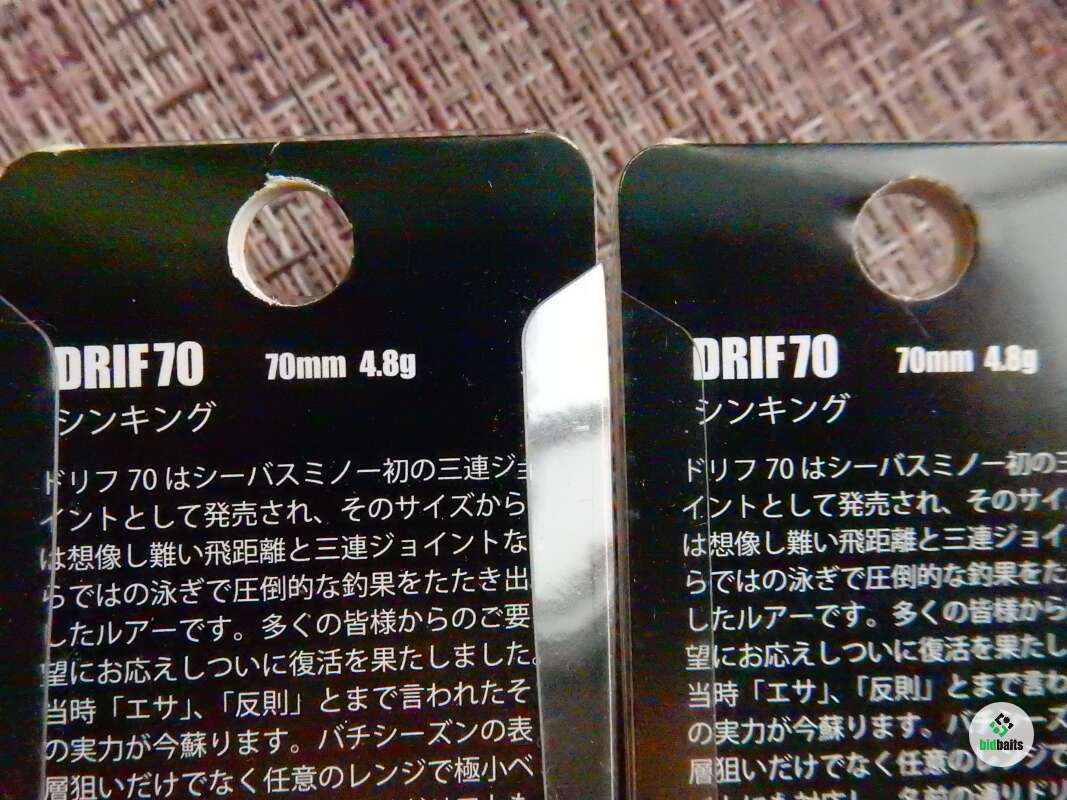 DRIF70 70mm 4.8g
シンキング
ドリフ70はシーバスミノー初の三連ジョ
イントとして発売され、そのサイズから
は想像し難い飛距離と三連ジョイントな
らではの泳ぎで圧倒的な釣果をたたき出
したルアーです。多くの皆様からのご要
望にお応えしついに復活を果たしました。
当時「エサ」、「反則」とまで言われたそ
の実力が今蘇ります。バチシーズンの表
層狙いだけでなく任意のレンジで極小ベ
DRIF70 70mm 4.8g
シンキング
ドリフ70はシーバスミノー初の三
イントとして発売され、そのサイズ
は想像し難い飛距離と三連ジョイ
らではの泳ぎで圧倒的な釣果をた
したルアーです。多くの皆様から
望にお応えしついに復活を果たし
当時「エサ」、「反則」とまで言わ
の実力が今蘇ります。バチシーズ
層狙いだけでなく任意のレンジで
bidbaits